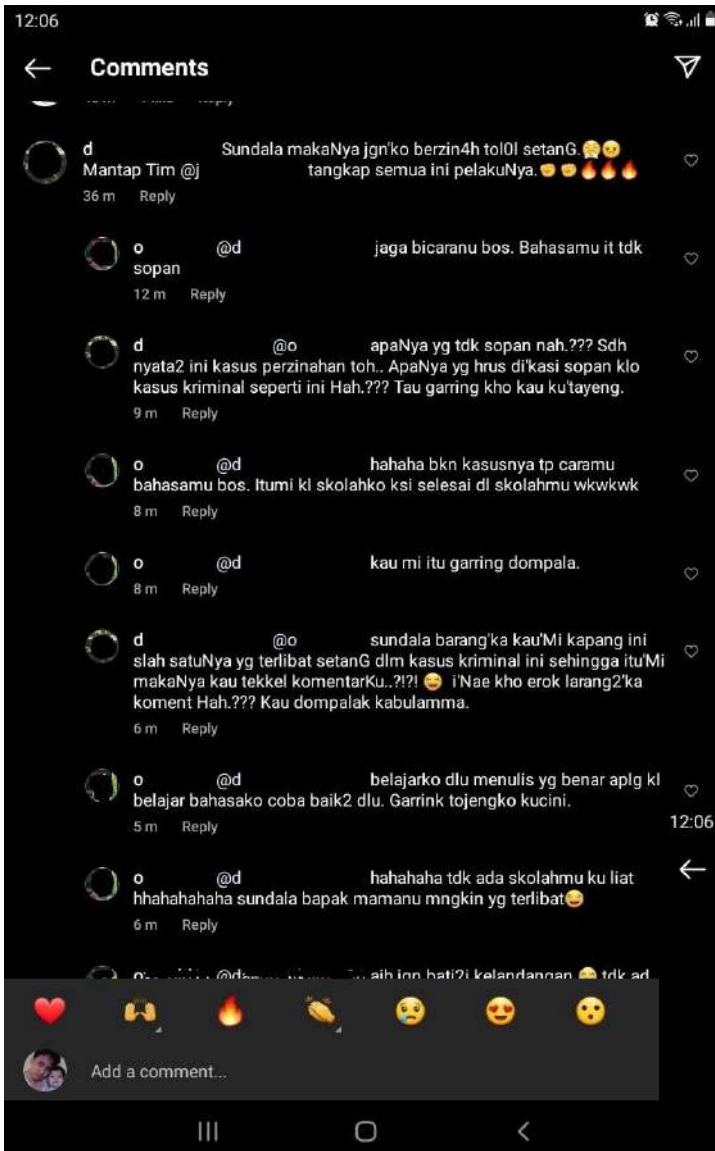 12:06
Comments
d Sundala makaNya jgn'ko berzin4h tol0l setanG.😤😠
Mantap Tim @j tangkap semua ini pelakuNya.👊👊🔥🔥🔥
36 m Reply
o @d jaga bicaranu bos. Bahasamu it tdk
sopan
12 m Reply
d @o apaNya yg tdk sopan nah.??? Sdh
nyata2 ini kasus perzinahan toh.. ApaNya yg hrus di'kasi sopan klo
kasus kriminal seperti ini Hah.??? Tau garring kho kau ku'tayeng.
9 m Reply
o @d hahaha bkn kasusnya tp caramu
bahasamu bos. Itumi kl skolahko ksi selesai dl skolahmu wkwkwk
8 m Reply
o @d kau mi itu garring dompala.
8 m Reply
d @o sundala barang'ka kau'Mi kapang ini
slah satuNya yg terlibat setanG dlm kasus kriminal ini sehingga itu'Mi
makaNya kau tekkel komentarKu..?!?! 😅 i'Nae kho erok larang2'ka
koment Hah.??? Kau dompalak kabulamma.
6 m Reply
o @d belajarko dlu menulis yg benar aplg kl
belajar bahasako coba baik2 dlu. Garrink tojengko kucini.
5 m Reply
12:06
o @d hahahaha tdk ada skolahmu ku liat
hhahahahaha sundala bapak mamanu mngkin yg terlibat😂
6 m Reply
aih jgn bati2i kelandangan 😁 tdk ad
Add a comment...